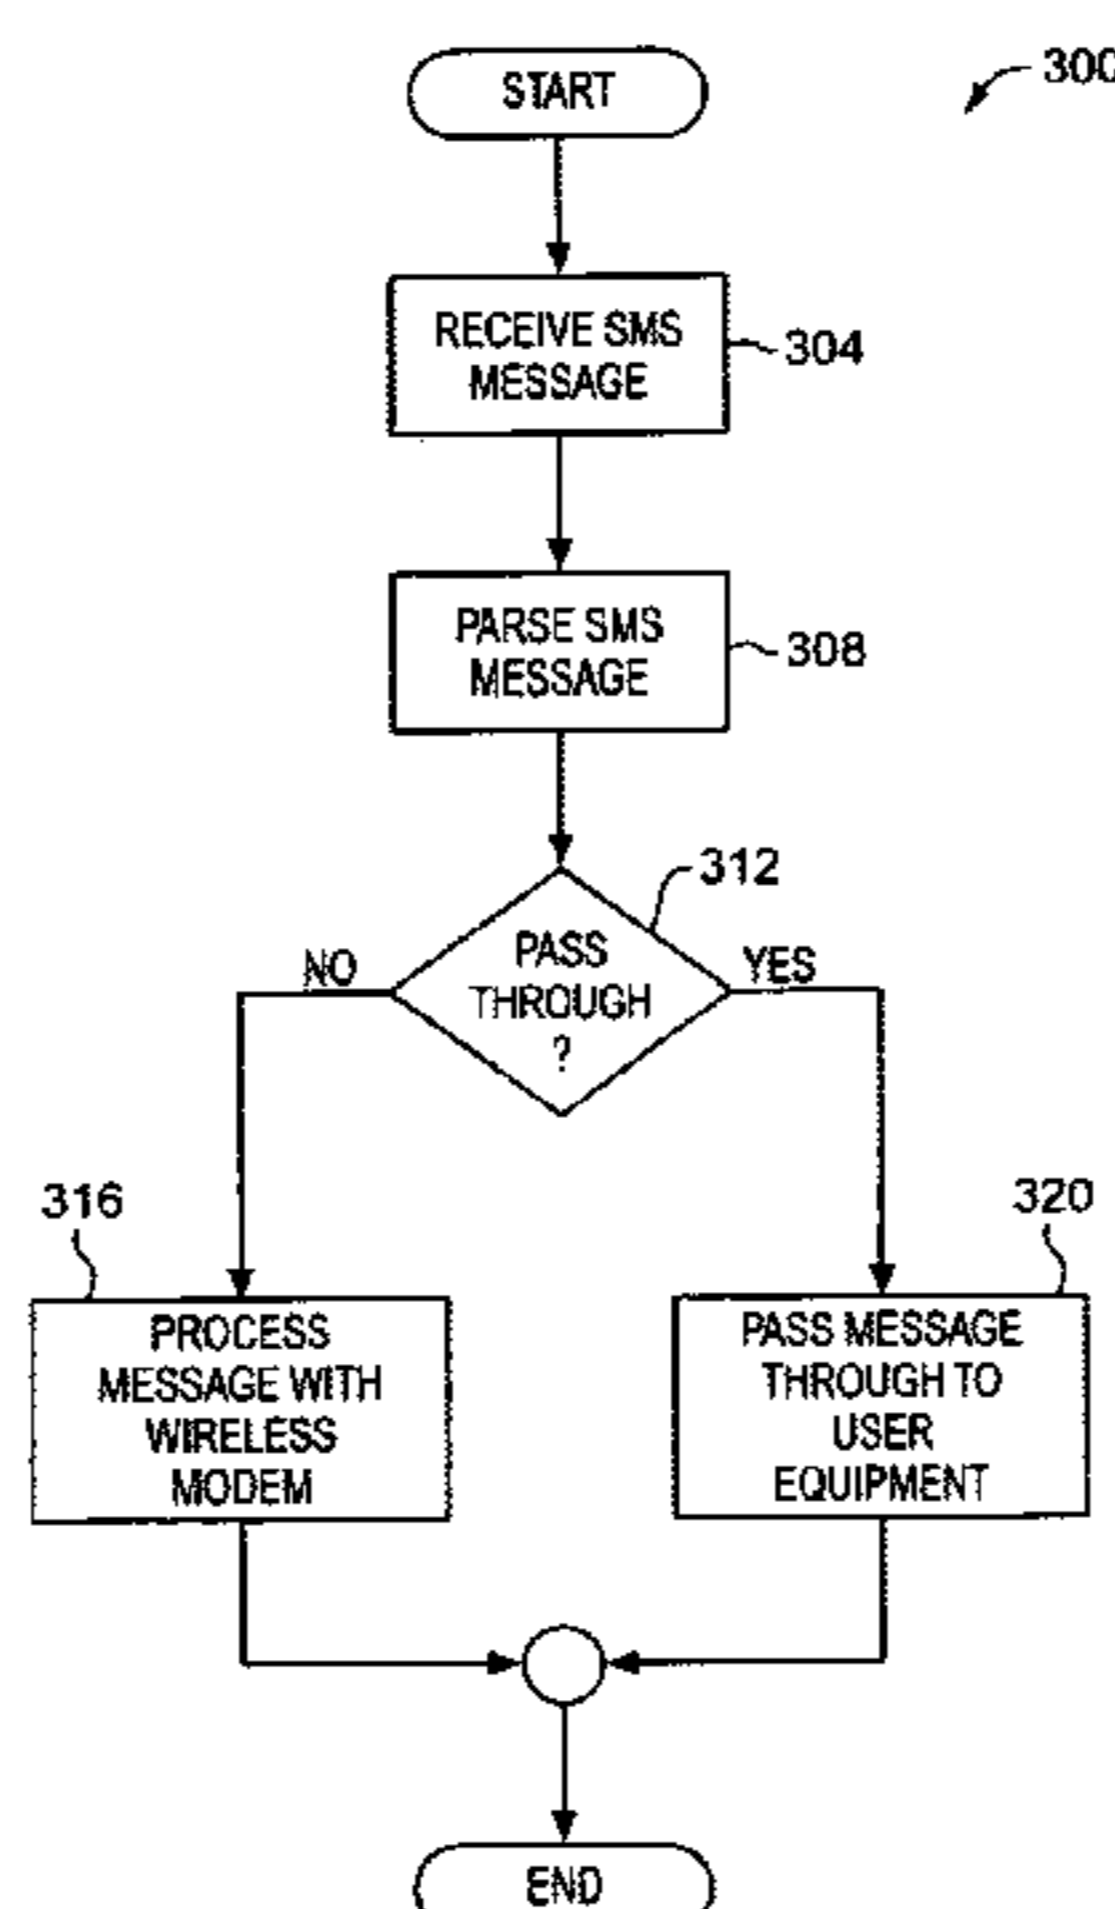 START
300
RECEIVE SMS
MESSAGE
304
PARSE SMS
MESSAGE
308
312
PASS
THROUGH
?
NO
YES
316
320
PROCESS
MESSAGE WITH
WIRELESS
MODEM
PASS MESSAGE
THROUGH TO
USER
EQUIPMENT
END